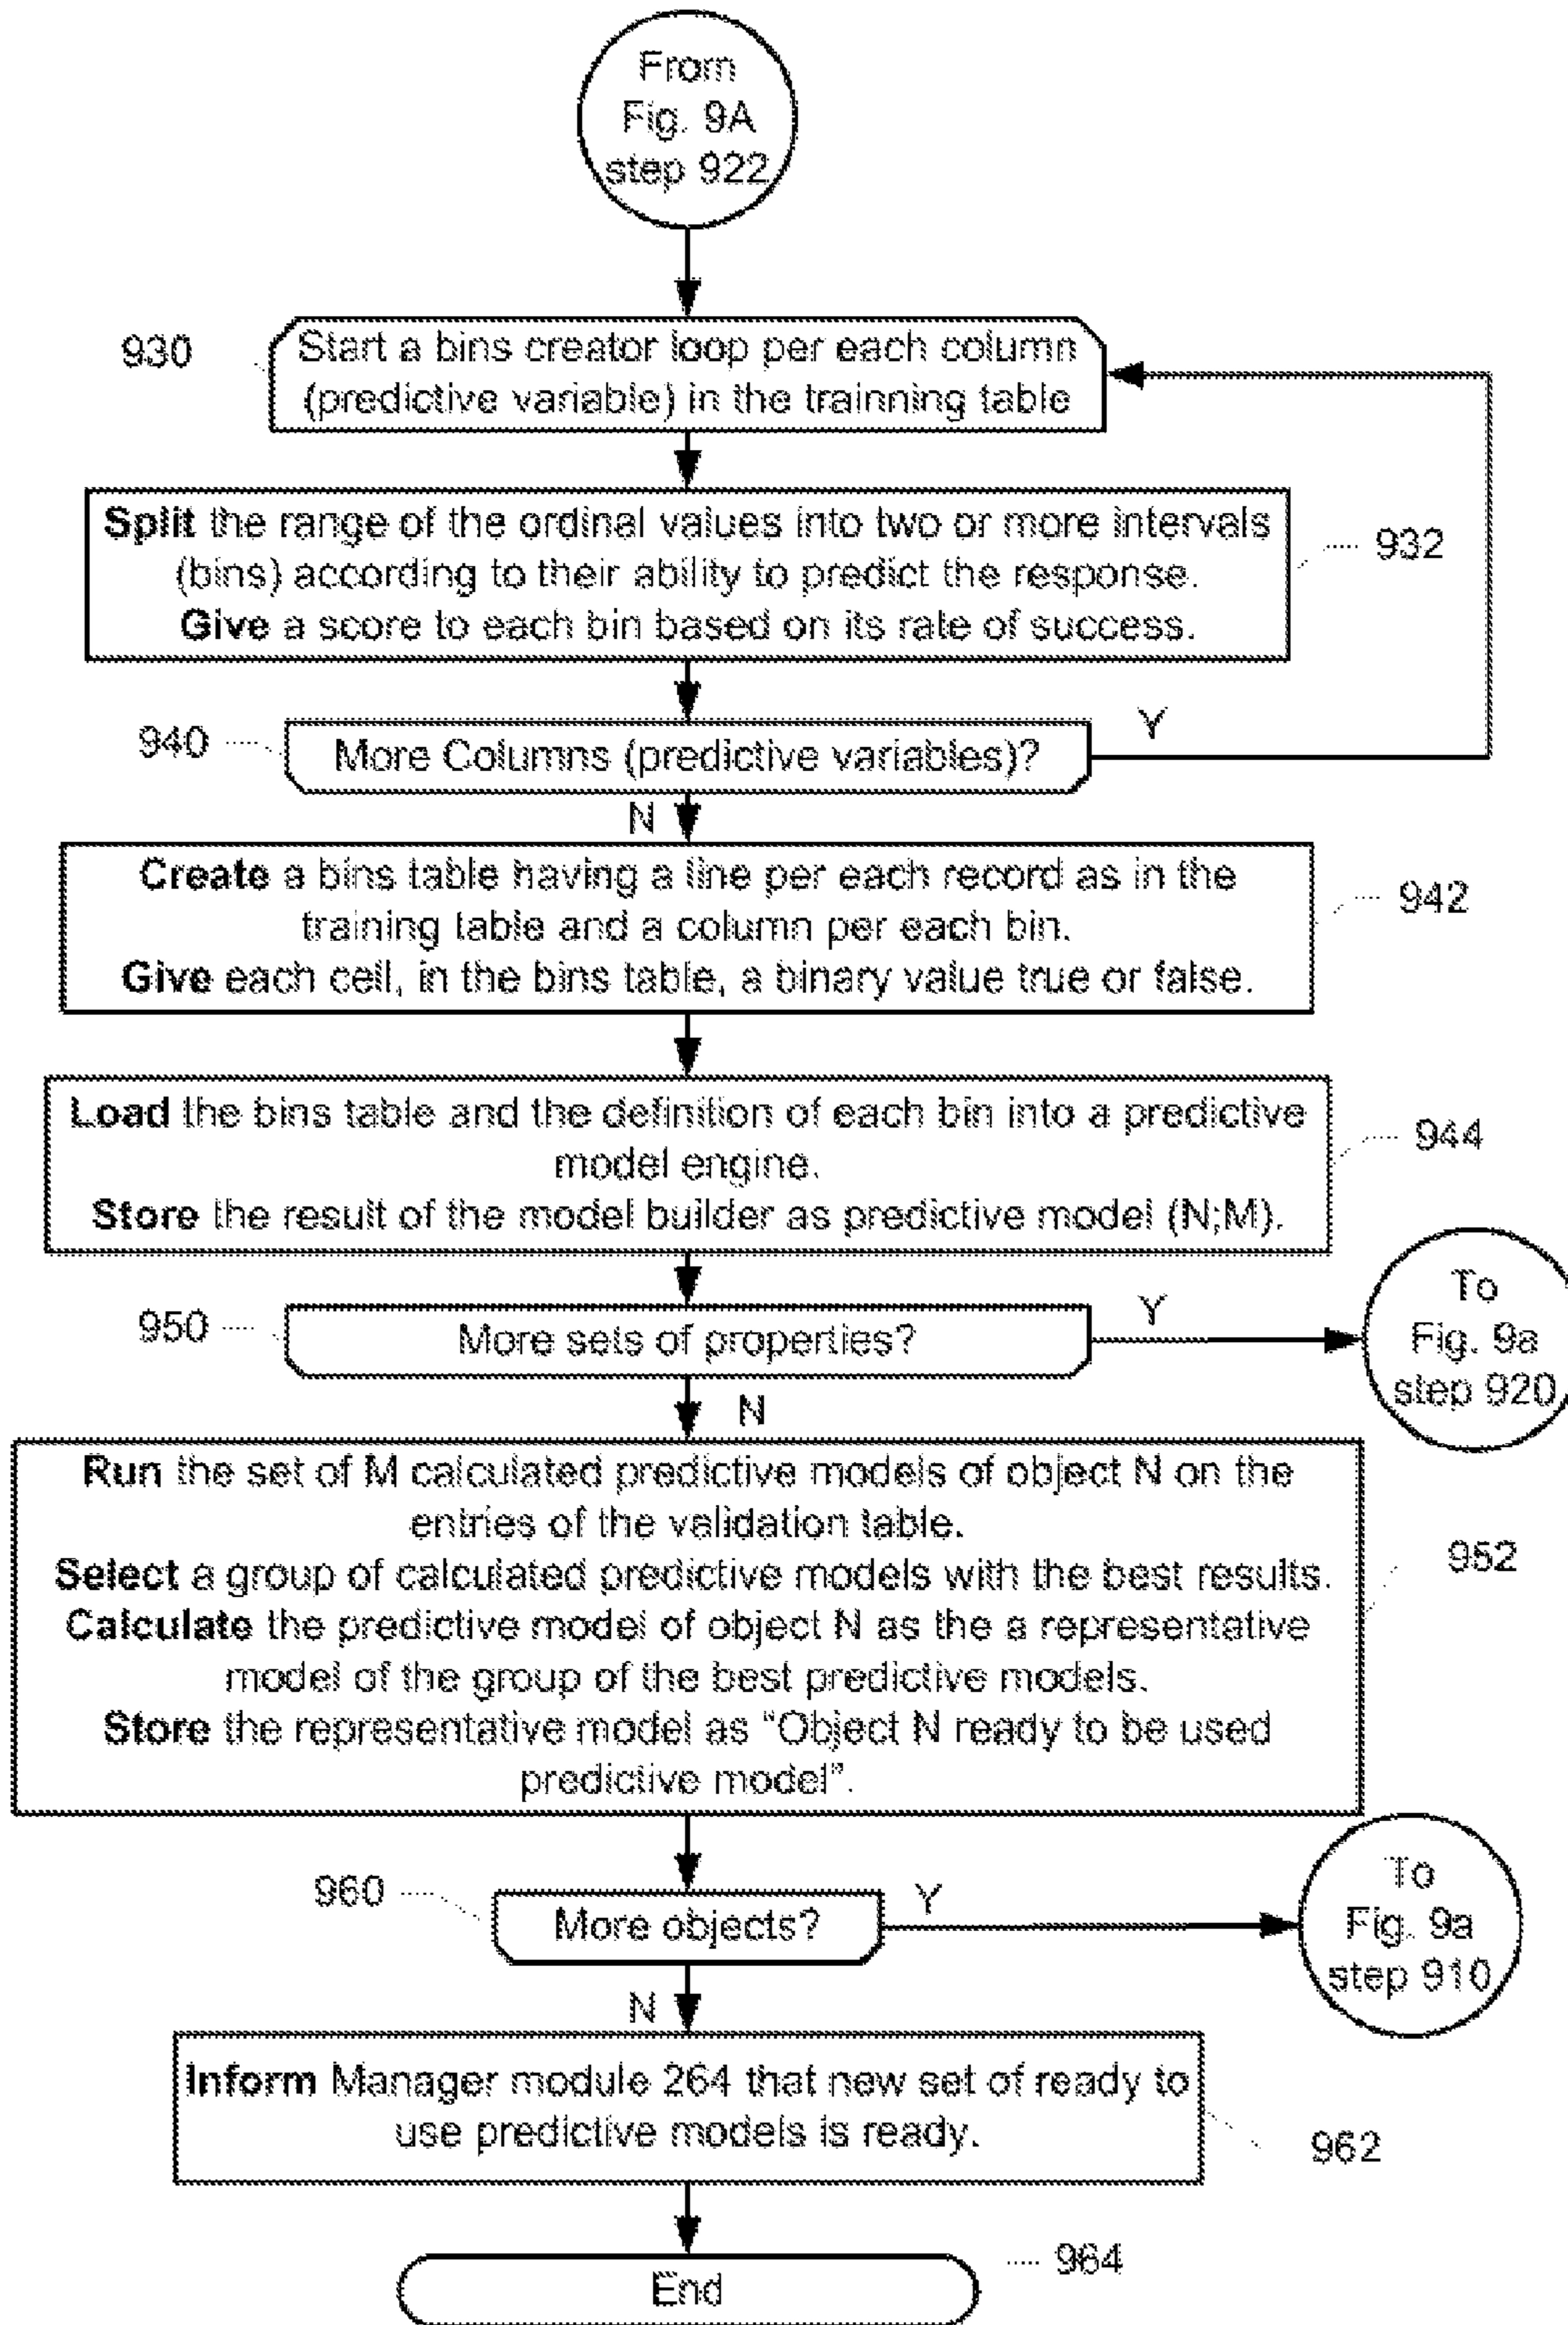 From
Fig. 9A
step 922
930
Start a bins creator loop per each column
(predictive variable) in the trainning table
Split the range of the ordinal values into two or more intervals
(bins) according to their ability to predict the response.
Give a score to each bin based on its rate of success.
932
940
More Columns (predictive variables)?
Y
N
Create a bins table having a line per each record as in the
training table and a column per each bin.
Give each cell, in the bins table, a binary value true or false.
942
Load the bins table and the definition of each bin into a predictive
model engine.
Store the result of the model builder as predictive model (N;M).
944
950
More sets of properties?
Y
To
Fig. 9a
step 920
N
Run the set of M calculated predictive models of object N on the
entries of the validation table.
Select a group of calculated predictive models with the best results.
Calculate the predictive model of object N as the a representative
model of the group of the best predictive models.
Store the representative model as “Object N ready to be used
predictive model”.
952
960
More objects?
Y
To
Fig. 9a
step 910
N
Inform Manager module 264 that new set of ready to
use predictive models is ready.
962
End
964